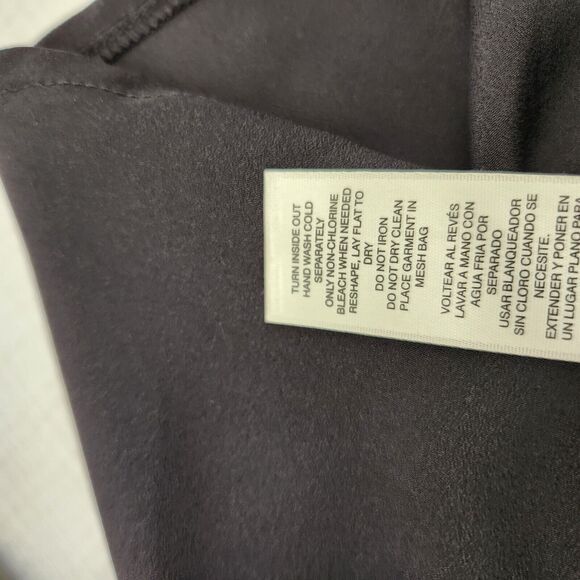 TURN INSIDE OUT
HAND WASH COLD
SEPARATELY
ONLY NON-CHLORINE
BLEACH WHEN NEEDED
RESHAPE, LAY FLAT TO
DRY
DO NOT IRON
DO NOT DRY CLEAN
PLACE GARMENT IN
MESH BAG
VOLTEAR AL REVÉS
LAVAR A MANO CON
AGUA FRIA POR
SEPARADO
USAR BLANQUEADOR
SIN CLORO CUANDO SE
NECESITE.
EXTENDER Y PONER EN
UN LUGAR PLANO PARA